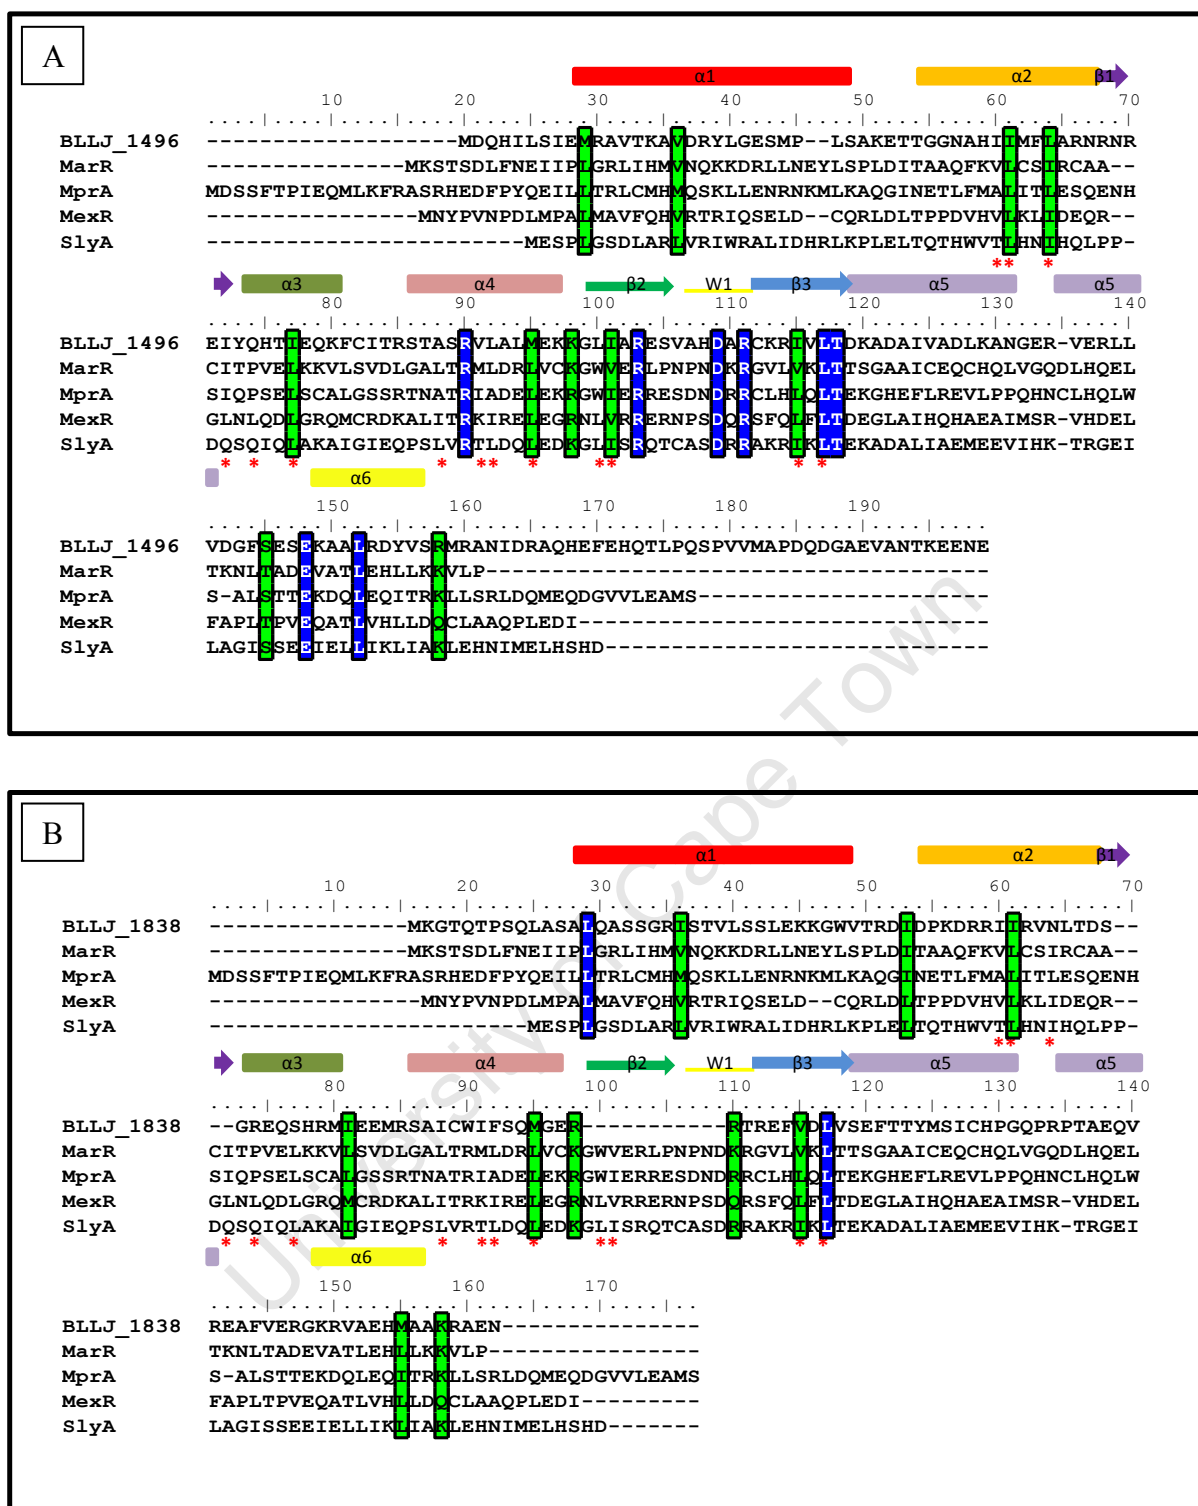 A
α1 α2 β1
10 20 30 40 50 60 70
BLLJ_1496 -------------------MDQHILSIEMRAVTKAVDRYLGESMP--LSAKETTGGNAHIIMFILARNRNR
MarR ---------------MKSTSDLFNEIIPLGRLIHMVNQKKDRLLNEYLSPLDITAAQFKVLCSIRCAA--
MprA MDSSFTPIEQMLKFRASRHEDFPYQEILLTRLCMHMQSKLLENRNKMLKAQGINETLFMALITLESQENH
MexR ----------------MNYPVNPDLMPALMAVFQHVRTRIQSELD--CQRLDLTPPDVHVLKLIDEQR--
SlyA ------------------------MESPLGSDLARLVRIWRALIDHRLKPLELTQTHWVTLHNIHQLPP-
** *
α3 α4 β2 W1 β3 α5 α5
80 90 100 110 120 130 140
BLLJ_1496 EIYQHTIEQKFCITRSTASRVLALMEKKGLIARESVAHDARCKRIVLTDKADAIVADLKANGER-VERLL
MarR CITPVELKKVLSVDLGALTRMLDRLVCKGWVERLPNPNDKRGVLVKLTTSGAAICEQCHQLVGQDLHQEL
MprA SIQPSELSCALGSSRTNATRIADELEKRGWIERRESDNDRRCLHLQLTEKGHEFLREVLPPQHNCLHQLW
MexR GLNLQDLGRQMCRDKALITRKIRELEGRNLVRRERNPSDQRSFQLFLTDEGLAIHQHAEAIMSR-VHDEL
SlyA DQSQIQLAKAIGIEQPSLVRTLDQLEDKGLISRQTCASDRRAKRIKLTEKADALIAEMEEVIHK-TRGEI
* * * * ** * ** * *
α6
150 160 170 180 190
BLLJ_1496 VDGFSESEKAALRDYVSRMRANIDRAQHEFEHQTLPQSPVVMAPDQDGAEVANTKEENE
MarR TKNLTADEVATLEHLLKKVLP--------------------------------------
MprA S-ALSTTEKDQLEQITRKLLSRLDQMEQDGVVLEAMS----------------------
MexR FAPLTPVEQATLVHLLDQCLAAQPLEDI-------------------------------
SlyA LAGISSEEIELLIKLIAKLEHNIMELHSHD-----------------------------
University of Cape Town
B
α1 α2 β1
10 20 30 40 50 60 70
BLLJ_1838 ---------------MKGTQTPSQLASALQASSGRISTVLSSLEKKGWVTRDIDPKDRRIIRVNLTDS--
MarR ---------------MKSTSDLFNEIIPLGRLIHMVNQKKDRLLNEYLSPLDITAAQFKVLCSIRCAA--
MprA MDSSFTPIEQMLKFRASRHEDFPYQEILLTRLCMHMQSKLLENRNKMLKAQGINETLFMALITLESQENH
MexR ----------------MNYPVNPDLMPALMAVFQHVRTRIQSELD--CQRLDLTPPDVHVLKLIDEQR--
SlyA ------------------------MESPLGSDLARLVRIWRALIDHRLKPLELTQTHWVTLHNIHQLPP-
** *
α3 α4 β2 W1 β3 α5 α5
80 90 100 110 120 130 140
BLLJ_1838 --GREQSHRMIEEMRSAICWIFSQMGER-----------RTREFVDLVSEFTTYMSICHPGQPRPTAEQV
MarR CITPVELKKVLSVDLGALTRMLDRLVCKGWVERLPNPNDKRGVLVKLTTSGAAICEQCHQLVGQDLHQEL
MprA SIQPSELSCALGSSRTNATRIADELEKRGWIERRESDNDRRCLHLQLTEKGHEFLREVLPPQHNCLHQLW
MexR GLNLQDLGRQMCRDKALITRKIRELEGRNLVRRERNPSDQRSFQLFLTDEGLAIHQHAEAIMSR-VHDEL
SlyA DQSQIQLAKAIGIEQPSLVRTLDQLEDKGLISRQTCASDRRAKRIKLTEKADALIAEMEEVIHK-TRGEI
* * * * ** * ** * *
α6
150 160 170
BLLJ_1838 REAFVERGKRVAEHMAAKRAEN---------------
MarR TKNLTADEVATLEHLLKKVLP----------------
MprA S-ALSTTEKDQLEQITRKLLSRLDQMEQDGVVLEAMS
MexR FAPLTPVEQATLVHLLDQCLAAQPLEDI---------
SlyA LAGISSEEIELLIKLIAKLEHNIMELHSHD-------